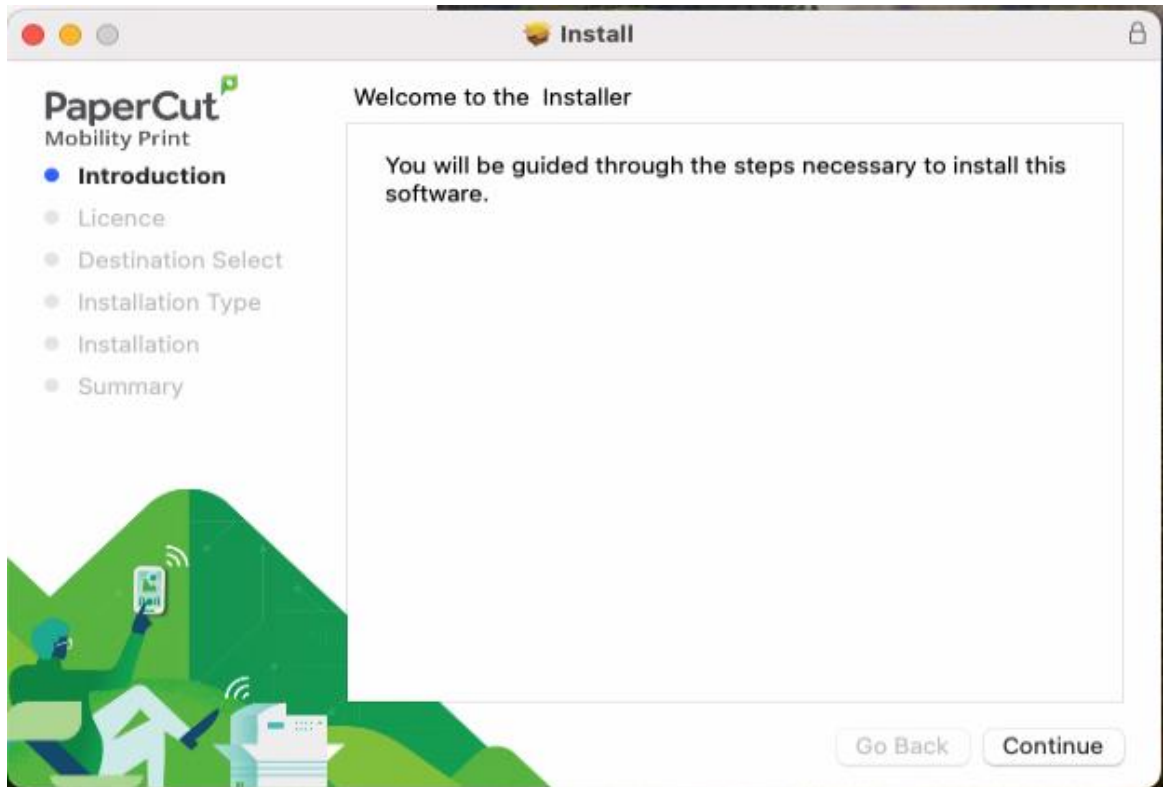 Install
PaperCut
Mobility Print
Introduction
Licence
Destination Select
Installation Type
Installation
Summary
Welcome to the Installer
You will be guided through the steps necessary to install this
software.
Go Back
Continue